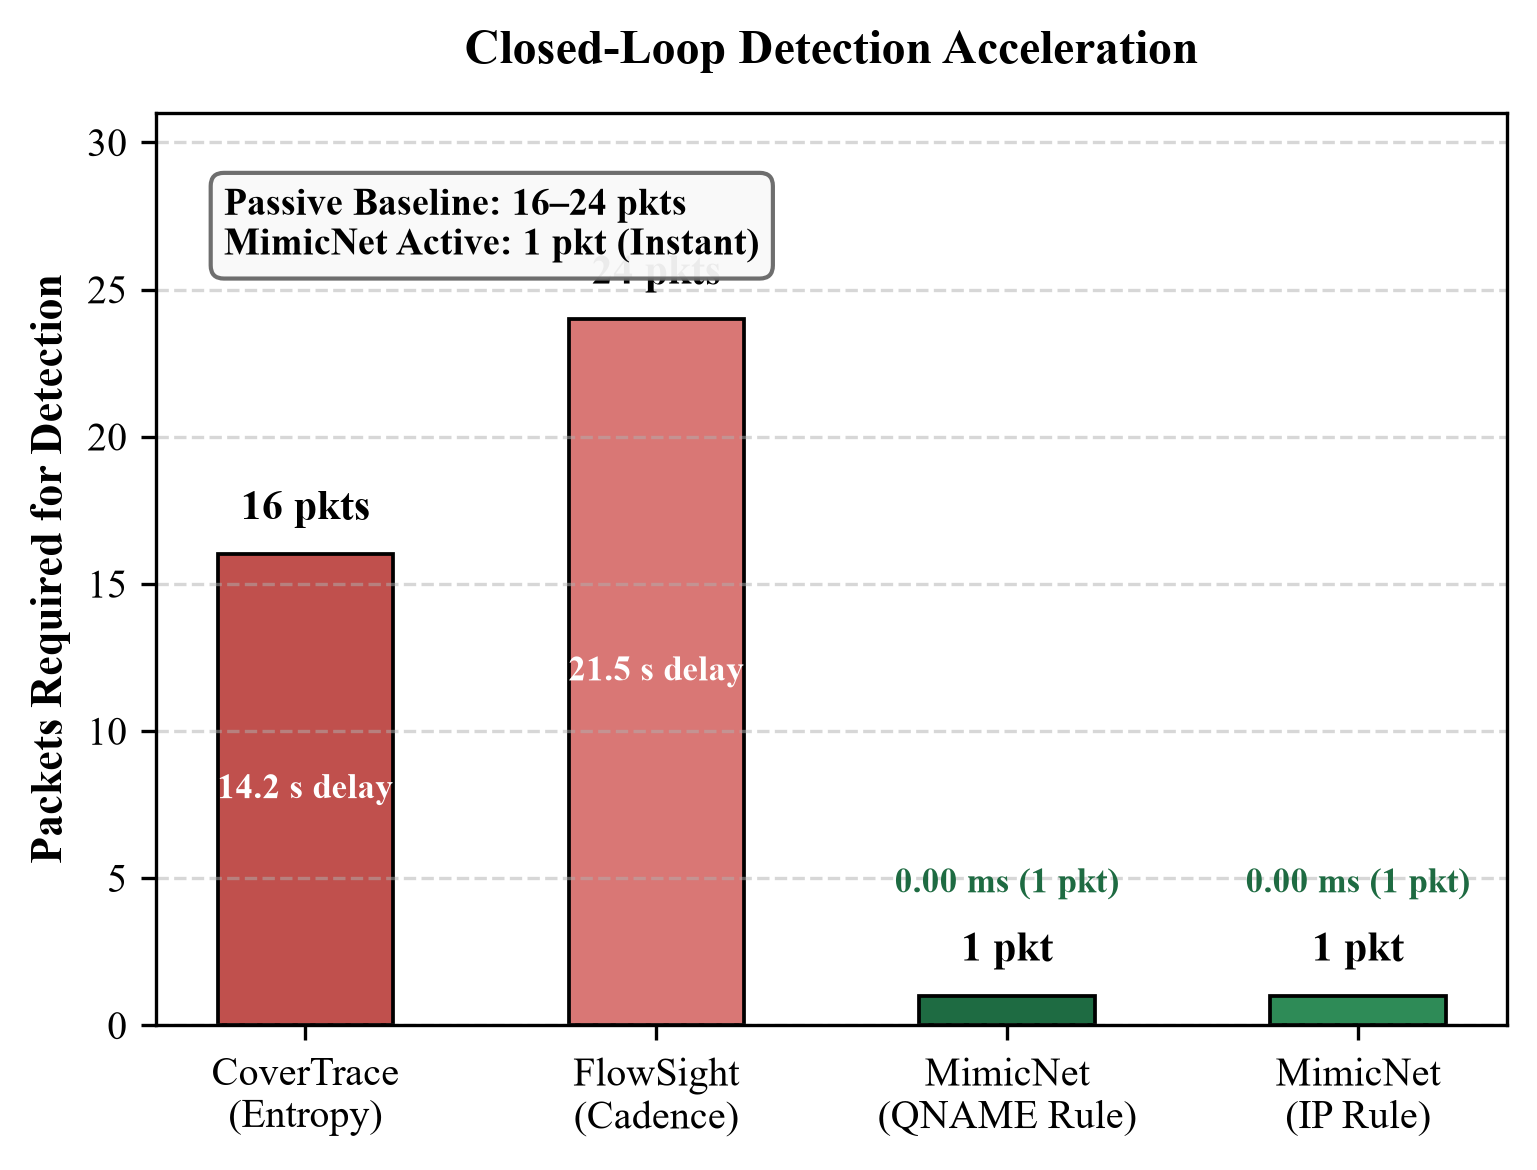 Closed-Loop Detection Acceleration
Packets Required for Detection
30
25
20
15
10
5
0
Passive Baseline: 16–24 pkts
MimicNet Active: 1 pkt (Instant)
24 pkts
16 pkts
21.5 s delay
14.2 s delay
0.00 ms (1 pkt)
0.00 ms (1 pkt)
1 pkt
1 pkt
CoverTrace
(Entropy)
FlowSight
(Cadence)
MimicNet
(QNAME Rule)
MimicNet
(IP Rule)